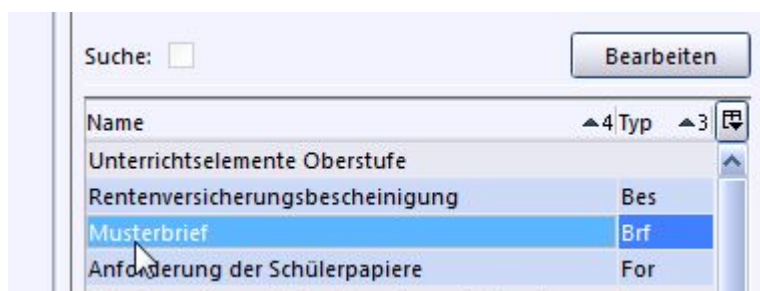 Suche: Bearbeiten
Name 4 Typ 3
Unterrichtselemente Oberstufe
Rentenversicherungsbescheinigung Bes
Musterbrief Brf
Anforderung der Schülerpapiere For